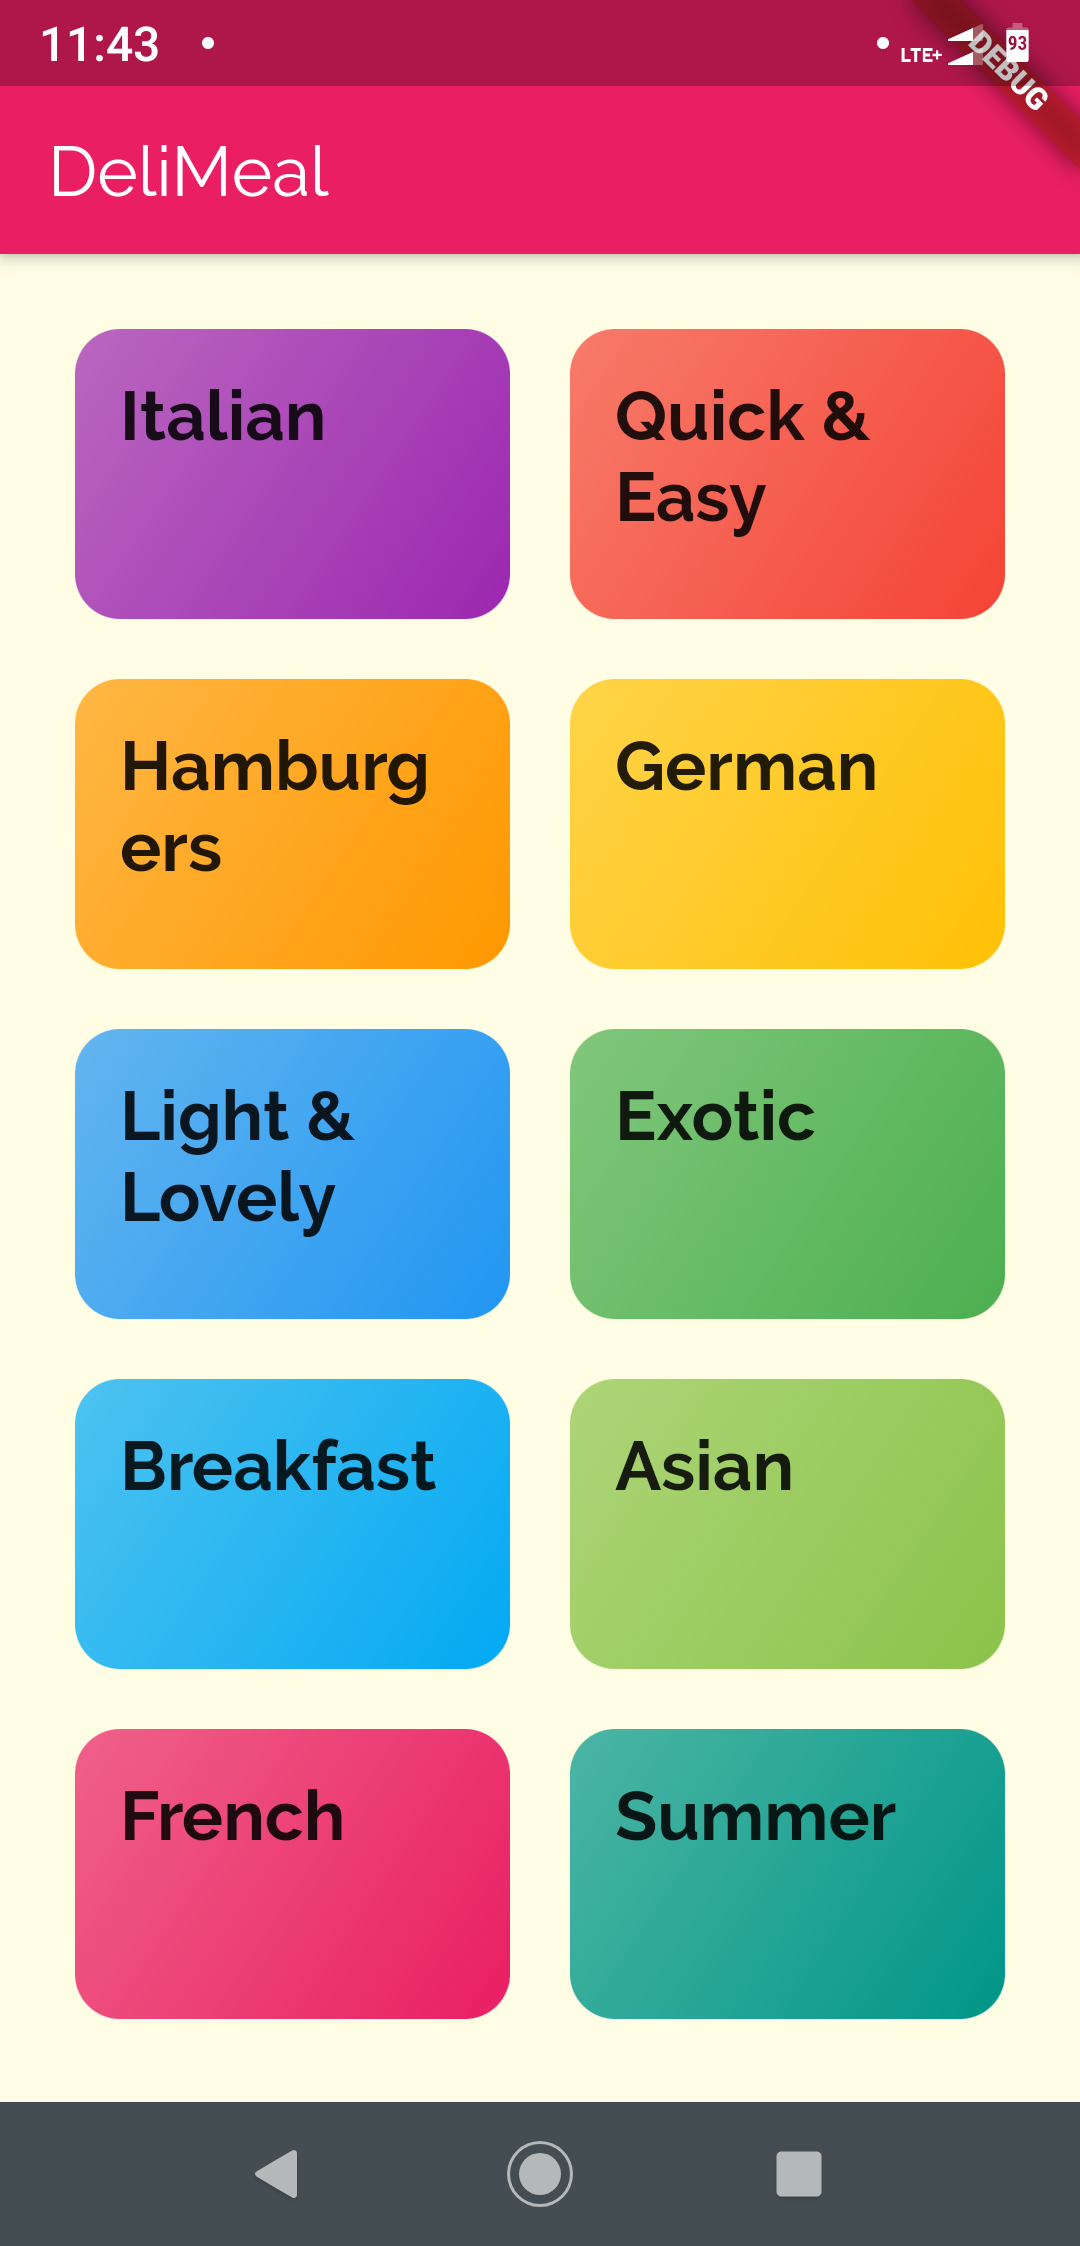 11:43
LTE+
93
DEBUG
DeliMeal
Italian
Quick &
Easy
Hamburg
ers
German
Light &
Lovely
Exotic
Breakfast
Asian
French
Summer